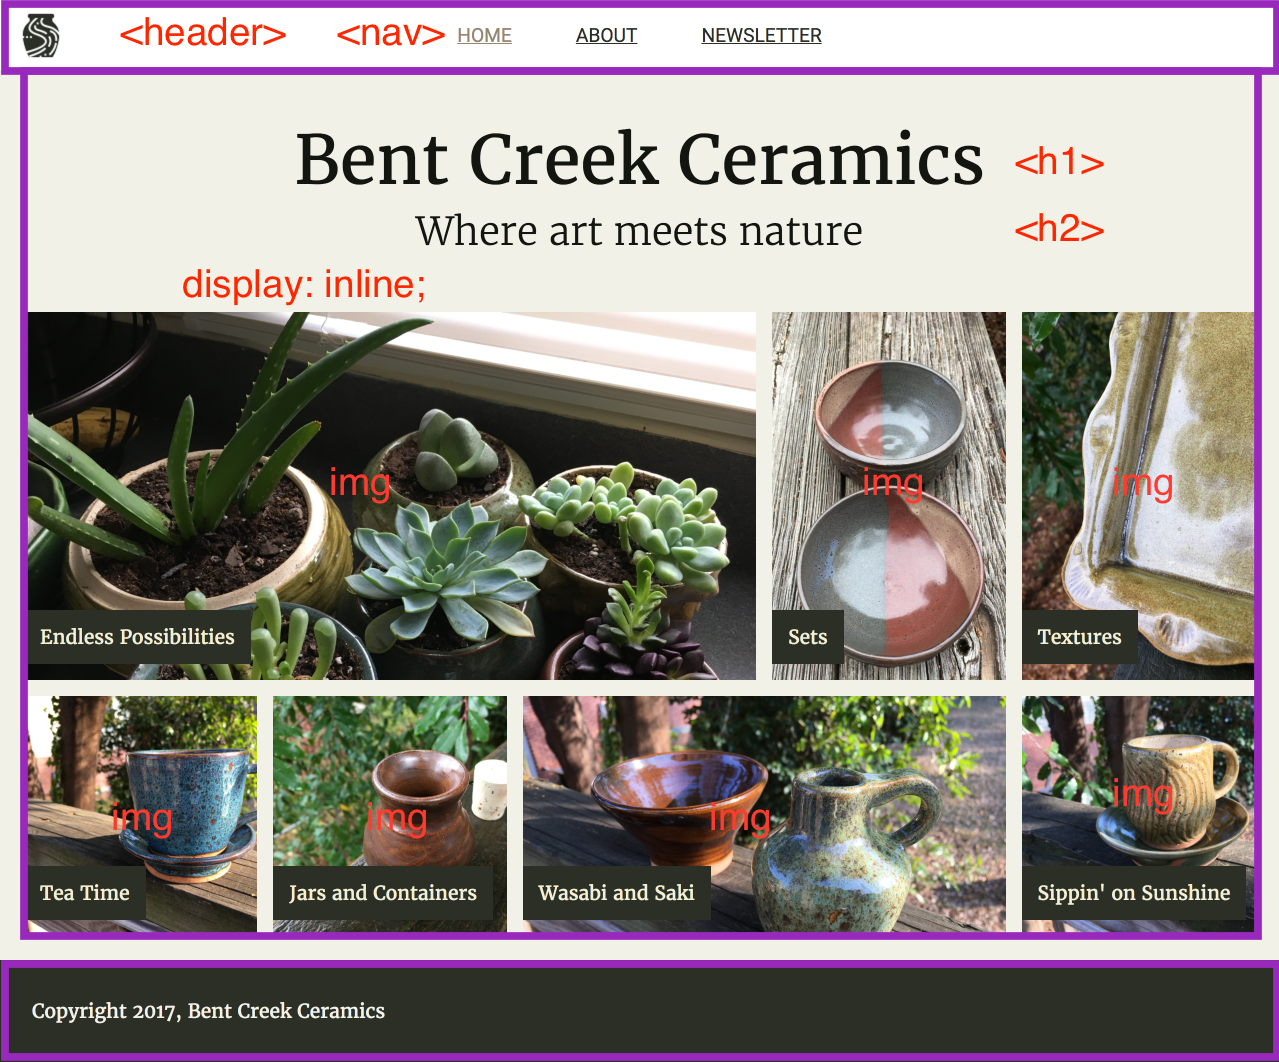 <header> <nav> HOME ABOUT NEWSLETTER
Bent Creek Ceramics <h1>
Where art meets nature <h2>
display: inline;
img img img
Endless Possibilities Sets Textures
img img img img
Tea Time Jars and Containers Wasabi and Saki Sippin' on Sunshine
Copyright 2017, Bent Creek Ceramics